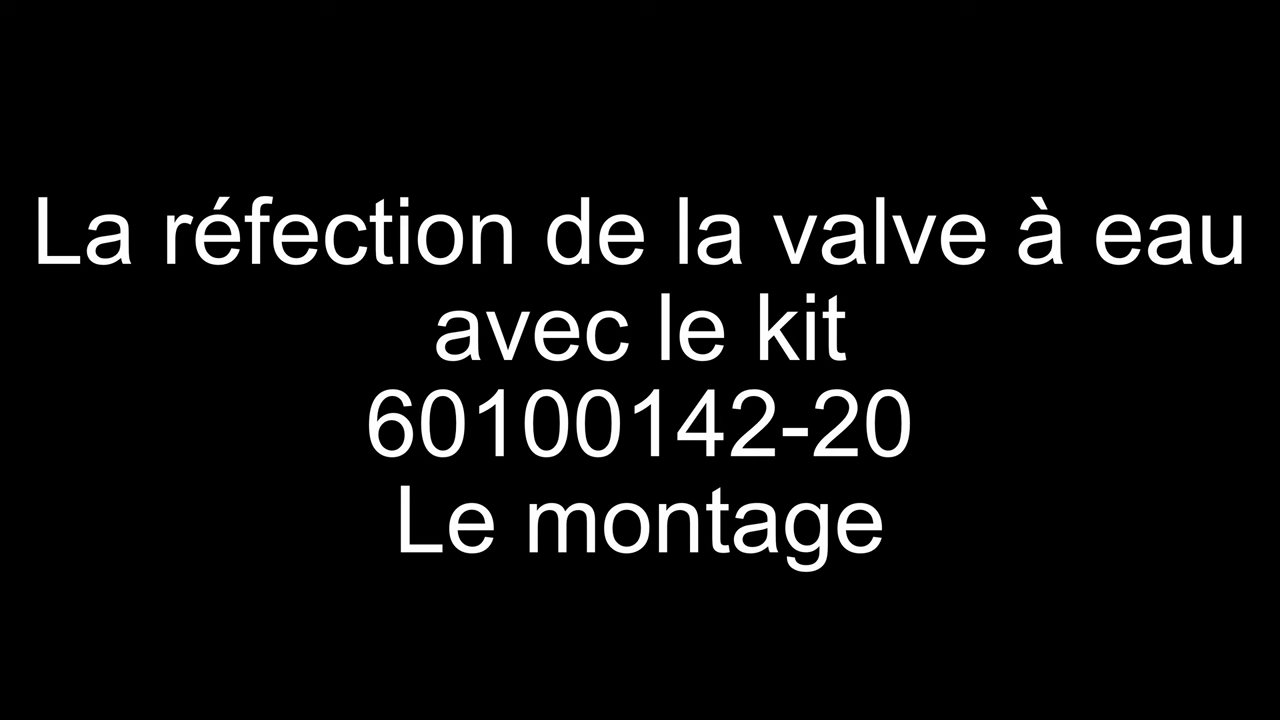 La réfection de la valve à eau
avec le kit
60100142-20
Le montage